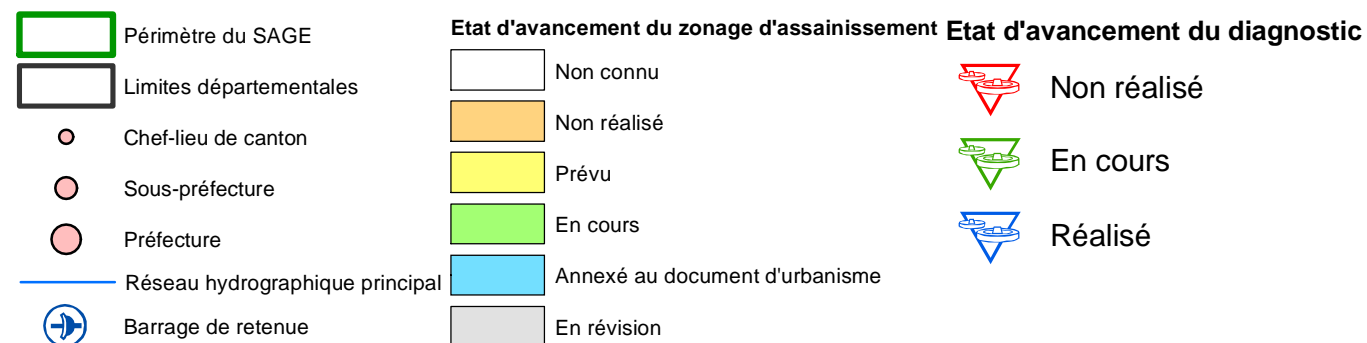 Périmètre du SAGE
Limites départementales
Chef-lieu de canton
Sous-préfecture
Préfecture
Réseau hydrographique principal
Barrage de retenue
Etat d'avancement du zonage d'assainissement
Non connu
Non réalisé
Prévu
En cours
Annexé au document d'urbanisme
En révision
Etat d'avancement du diagnostic
Non réalisé
En cours
Réalisé